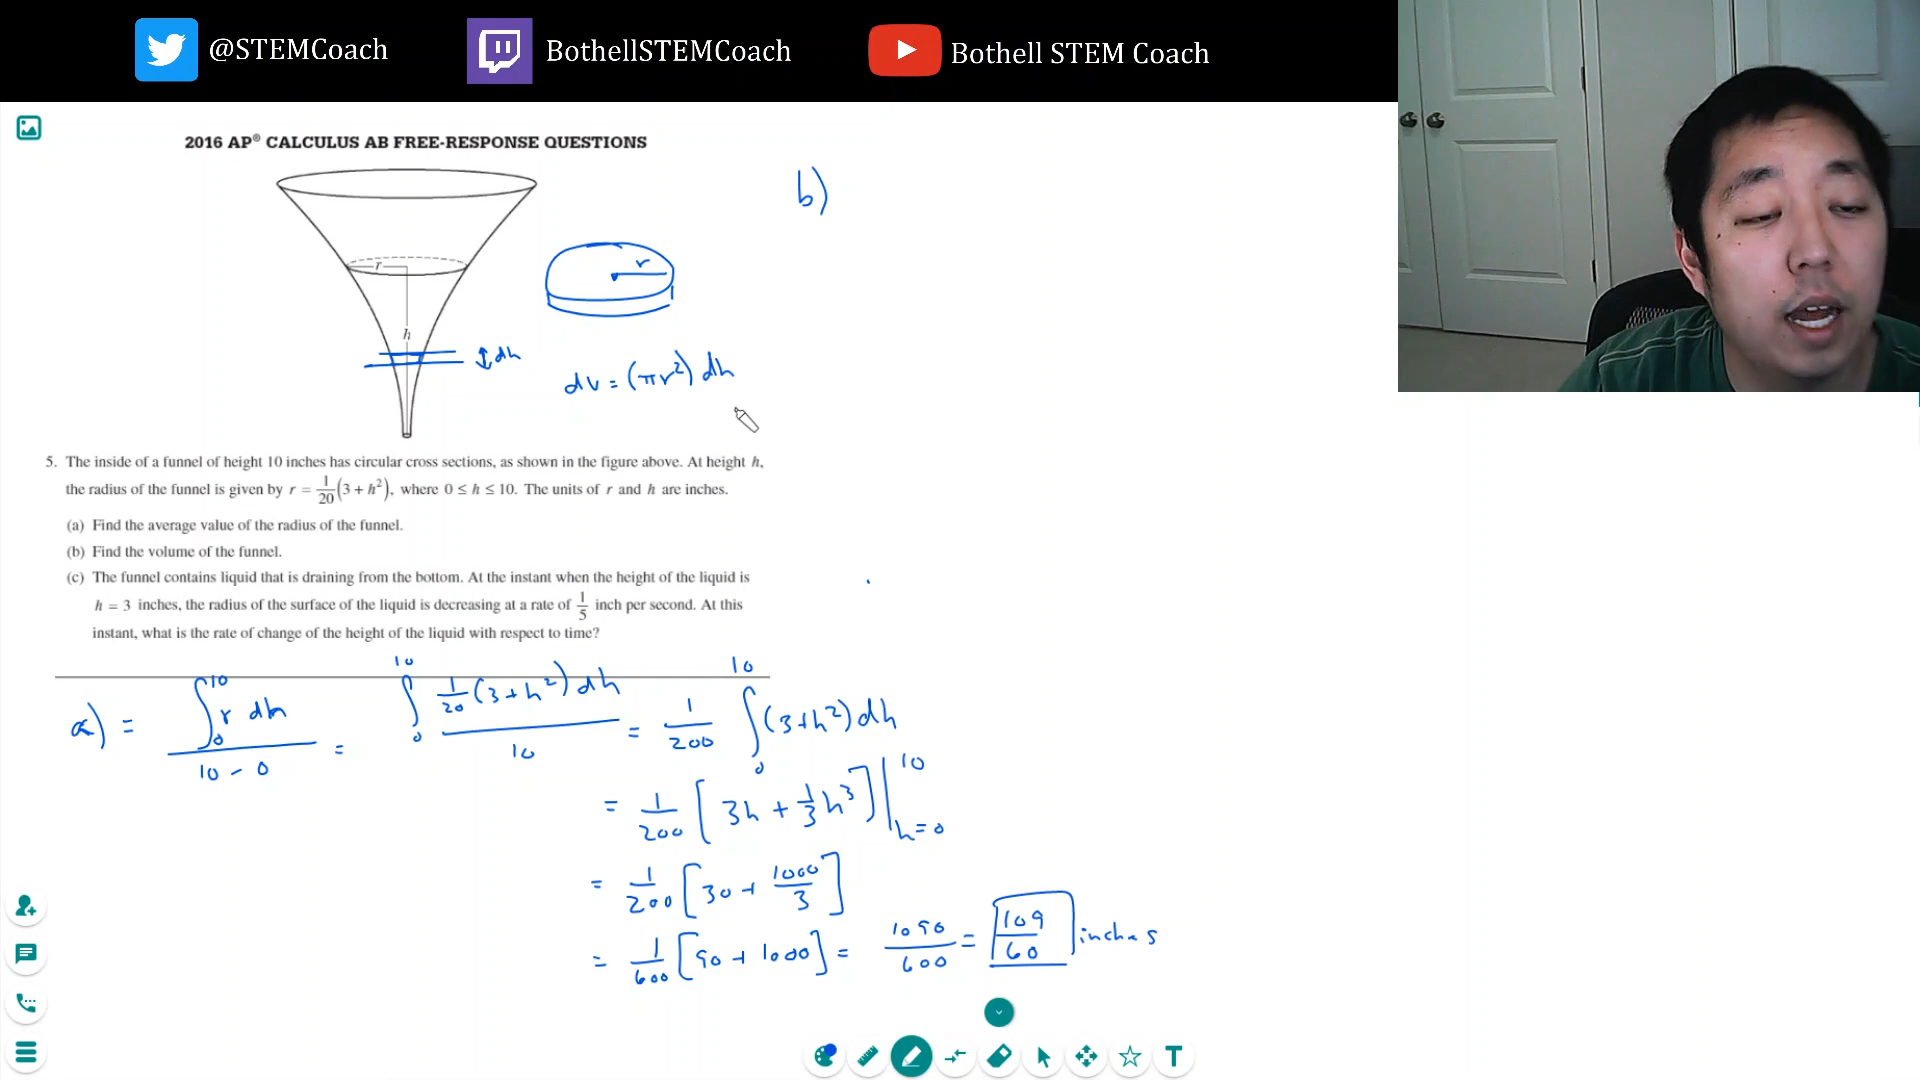 @STEMCoach BothellSTEMCoach Bothell STEM Coach
2016 AP® CALCULUS AB FREE-RESPONSE QUESTIONS
b)
r
r
h
dh
dv = (πr²) dh
5. The inside of a funnel of height 10 inches has circular cross sections, as shown in the figure above. At height h,
the radius of the funnel is given by r = 1/20 (3 + h²), where 0 ≤ h ≤ 10. The units of r and h are inches.
(a) Find the average value of the radius of the funnel.
(b) Find the volume of the funnel.
(c) The funnel contains liquid that is draining from the bottom. At the instant when the height of the liquid is
h = 3 inches, the radius of the surface of the liquid is decreasing at a rate of 1/5 inch per second. At this
instant, what is the rate of change of the height of the liquid with respect to time?
a) = ∫₀¹⁰ r dh / (10 - 0) = ∫₀¹⁰ 1/20 (3+h²) dh / 10 = 1/200 ∫₀¹⁰ (3+h²) dh
= 1/200 [3h + 1/3 h³] |_{h=0}^{10}
= 1/200 [30 + 1000/3]
= 1/600 [90 + 1000] = 1090/600 = 109/60 inches
T